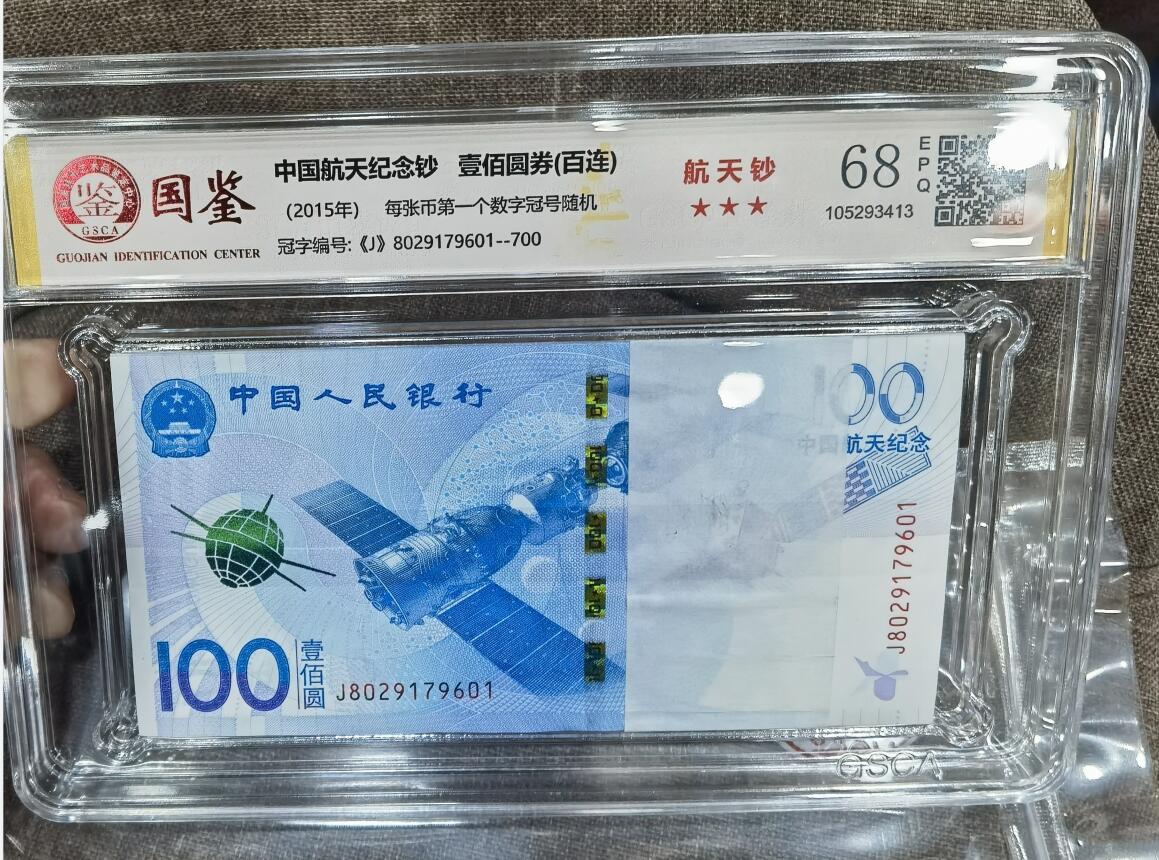 国鉴
GSCA
GUOJIAN IDENTIFICATION CENTER
中国航天纪念钞 壹佰圆券(百连)
(2015年) 每张币第一个数字冠号随机
冠字编号:《J》8029179601--700
航天钞
★★★
68
EPQ
105293413
中国人民银行
100
壹佰圆
J8029179601
100
中国航天纪念
J8029179601
GSCA